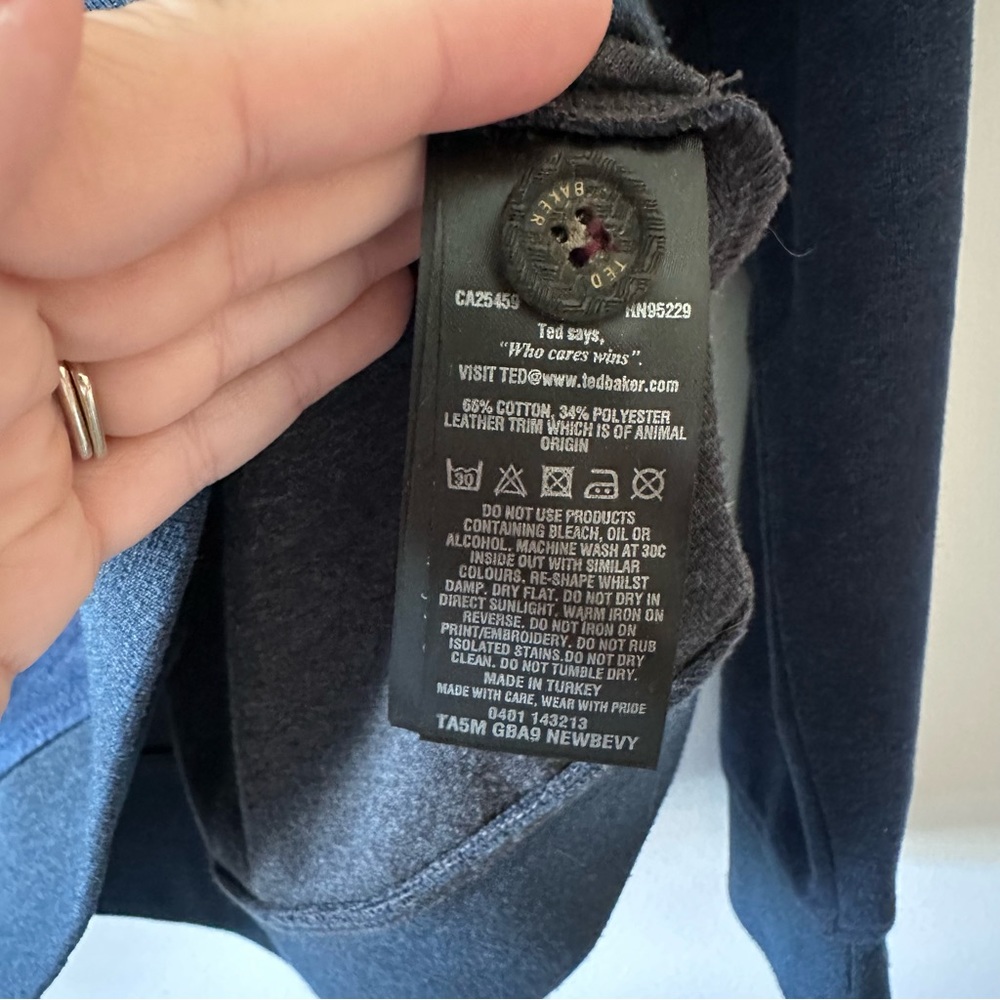 TED BAKER
CA25459
RN95229
Ted says,
"Who cares wins".
VISIT TED@www.tedbaker.com
66% COTTON, 34% POLYESTER
LEATHER TRIM WHICH IS OF ANIMAL
ORIGIN
30
DO NOT USE PRODUCTS
CONTAINING BLEACH, OIL OR
ALCOHOL. MACHINE WASH AT 30C
INSIDE OUT WITH SIMILAR
COLOURS. RE-SHAPE WHILST
DAMP. DRY FLAT. DO NOT DRY IN
DIRECT SUNLIGHT. WARM IRON ON
REVERSE. DO NOT IRON ON
PRINT/EMBROIDERY. DO NOT RUB
ISOLATED STAINS.DO NOT DRY
CLEAN. DO NOT TUMBLE DRY.
MADE IN TURKEY
MADE WITH CARE, WEAR WITH PRIDE
0401 143213
TA5M GBA9 NEWBEVY